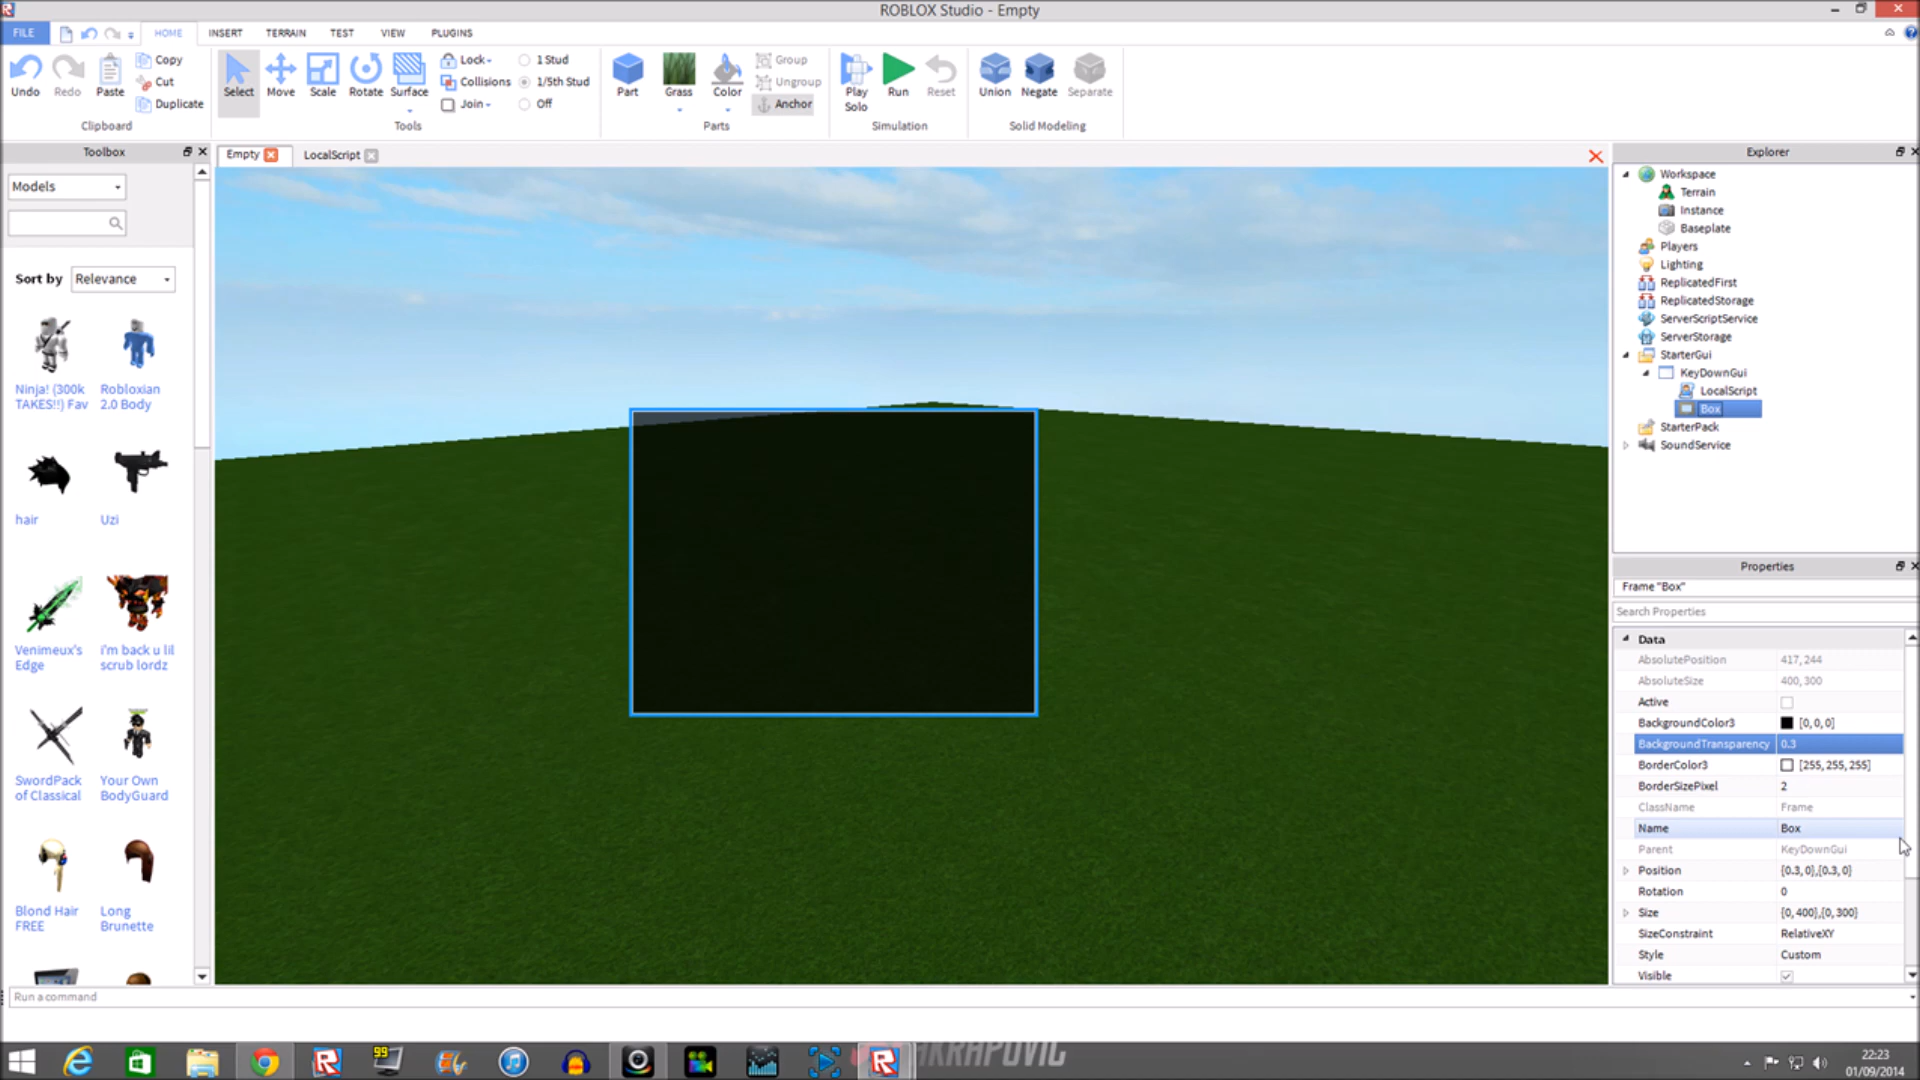 ROBLOX Studio - Empty
FILE HOME INSERT TERRAIN TEST VIEW PLUGINS
Undo Redo Paste Copy Cut Duplicate
Clipboard
Select Move Scale Rotate Surface
Lock Collisions Join
1 Stud 1/5th Stud Off
Tools
Part Grass Color Group Ungroup Anchor
Parts
Play Solo Run Reset
Simulation
Union Negate Separate
Solid Modeling
Toolbox
Models
Sort by Relevance
Ninja! (300k TAKES!!) Fav
Robloxian 2.0 Body
hair
Uzi
Venimeux's Edge
i'm back u lil scrub lordz
SwordPack of Classical
Your Own BodyGuard
Blond Hair FREE
Long Brunette
Empty LocalScript
Explorer
Workspace
Terrain
Instance
Baseplate
Players
Lighting
ReplicatedFirst
ReplicatedStorage
ServerScriptService
ServerStorage
StarterGui
KeyDownGui
LocalScript
Box
StarterPack
SoundService
Properties
Frame "Box"
Search Properties
Data
AbsolutePosition 417, 244
AbsoluteSize 400, 300
Active
BackgroundColor3 [0, 0, 0]
BackgroundTransparency 0.3
BorderColor3 [255, 255, 255]
BorderSizePixel 2
ClassName Frame
Name Box
Parent KeyDownGui
Position {0.3, 0},{0.3, 0}
Rotation 0
Size {0, 400},{0, 300}
SizeConstraint RelativeXY
Style Custom
Visible
Run a command
99
AKRAPOVIC
22:23
01/09/2014